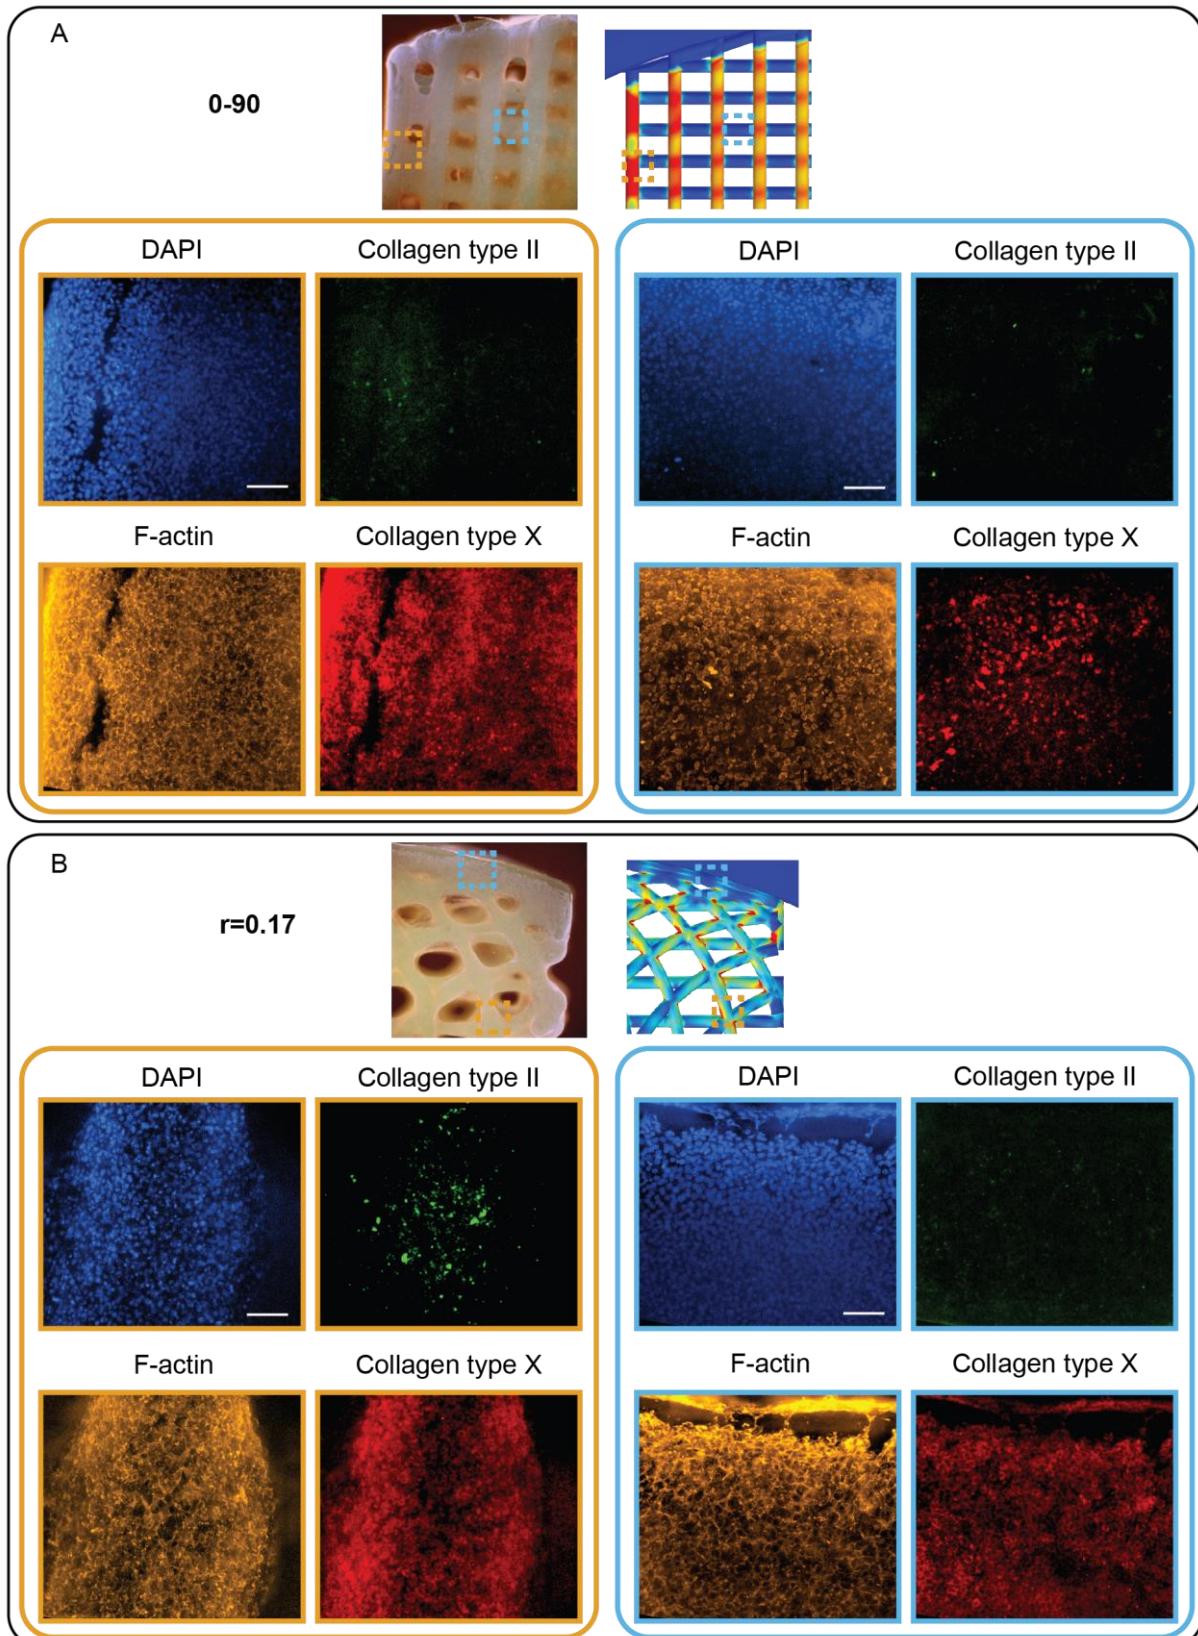 A
0-90
DAPI Collagen type II
DAPI Collagen type II
F-actin Collagen type X
F-actin Collagen type X
B
r=0.17
DAPI Collagen type II
DAPI Collagen type II
F-actin Collagen type X
F-actin Collagen type X